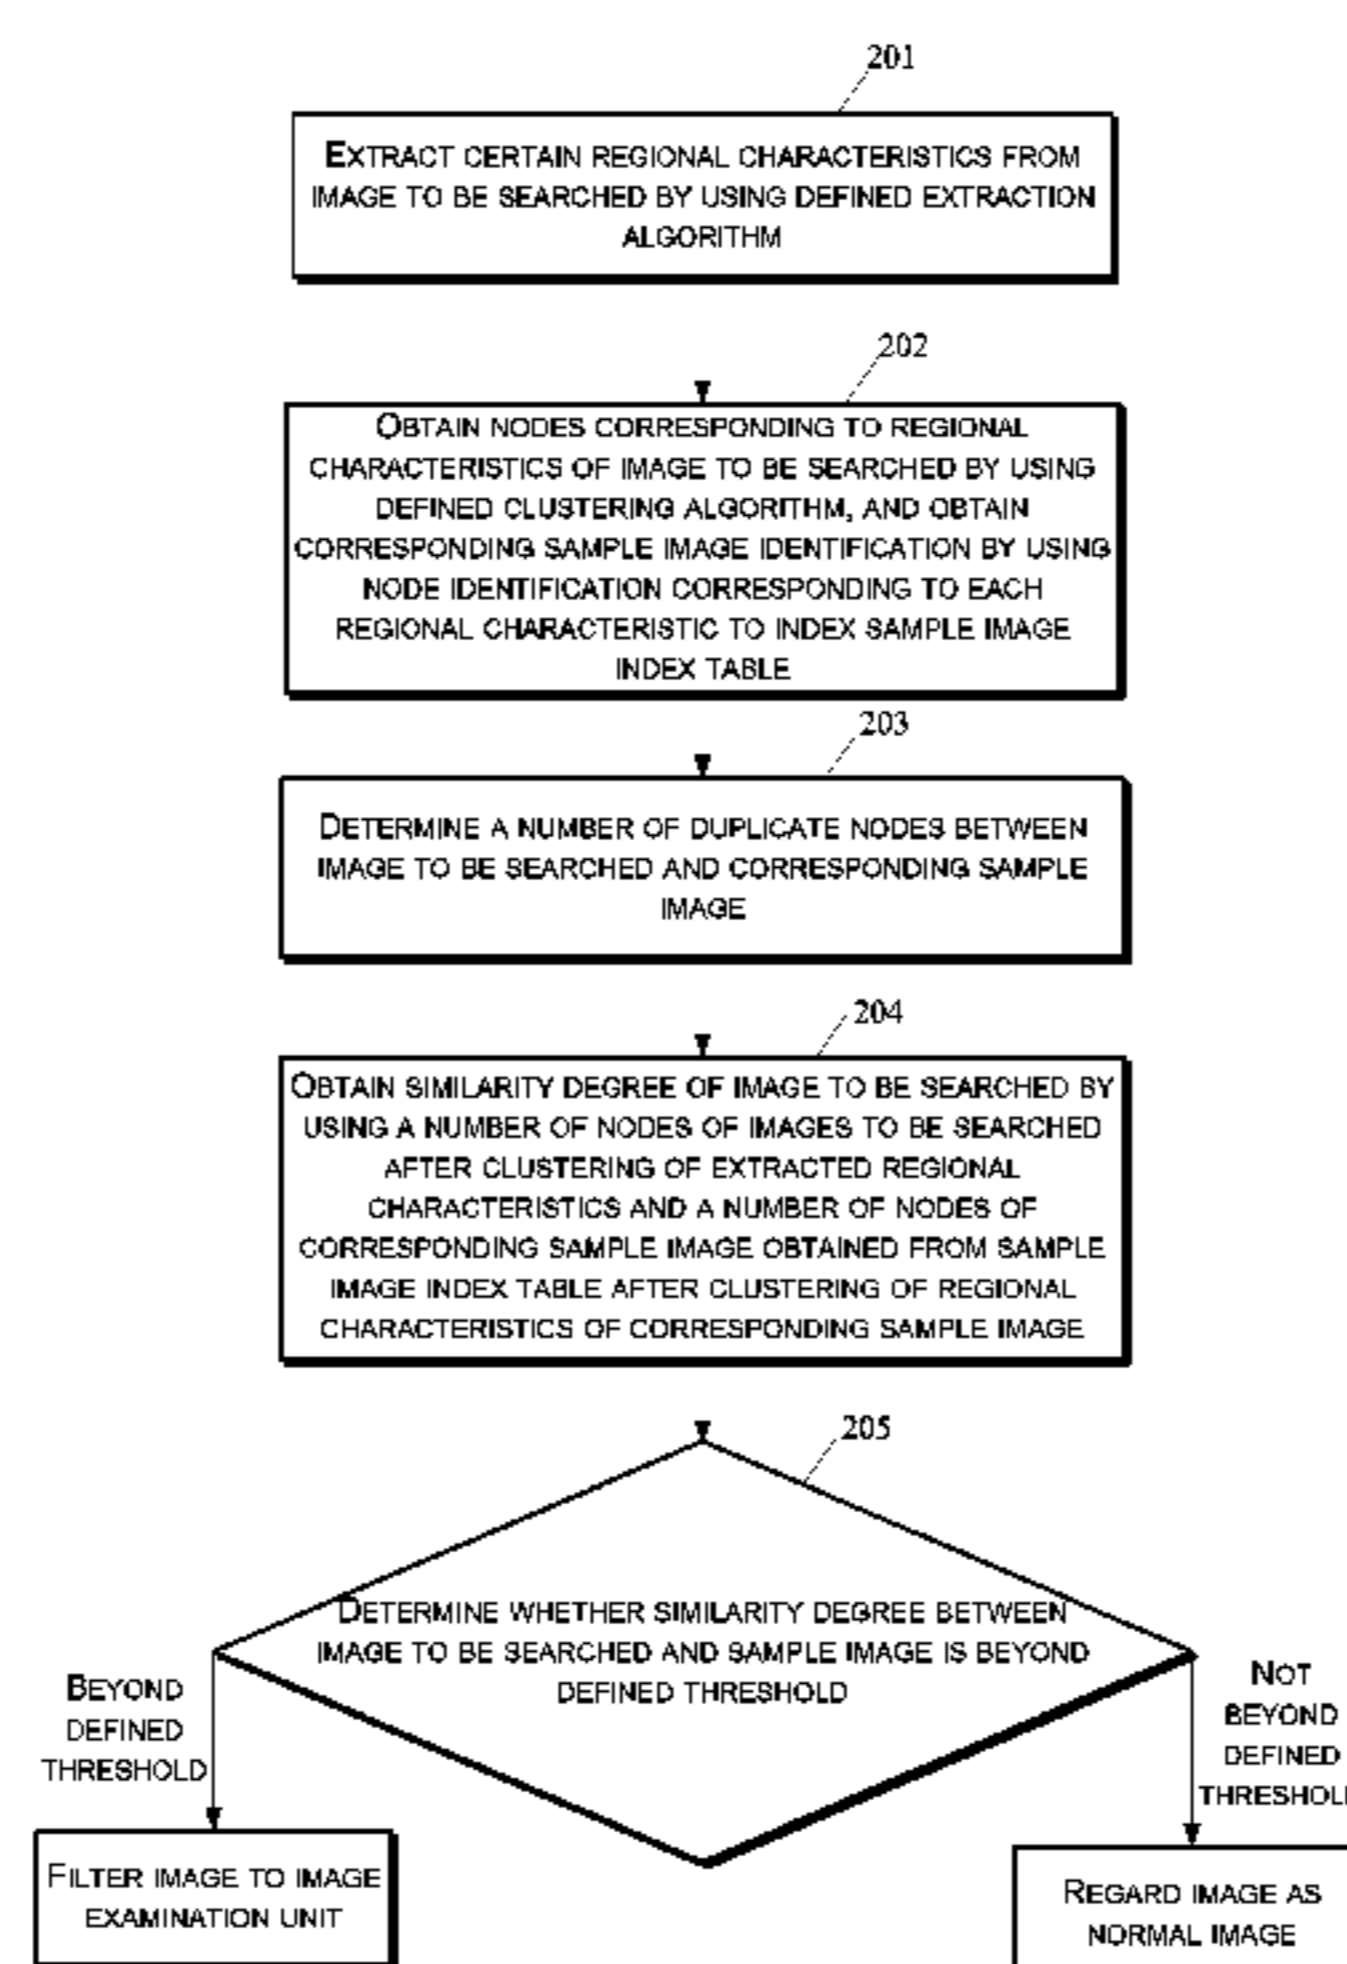 201
EXTRACT CERTAIN REGIONAL CHARACTERISTICS FROM
IMAGE TO BE SEARCHED BY USING DEFINED EXTRACTION
ALGORITHM
202
OBTAIN NODES CORRESPONDING TO REGIONAL
CHARACTERISTICS OF IMAGE TO BE SEARCHED BY USING
DEFINED CLUSTERING ALGORITHM, AND OBTAIN
CORRESPONDING SAMPLE IMAGE IDENTIFICATION BY USING
NODE IDENTIFICATION CORRESPONDING TO EACH
REGIONAL CHARACTERISTIC TO INDEX SAMPLE IMAGE
INDEX TABLE
203
DETERMINE A NUMBER OF DUPLICATE NODES BETWEEN
IMAGE TO BE SEARCHED AND CORRESPONDING SAMPLE
IMAGE
204
OBTAIN SIMILARITY DEGREE OF IMAGE TO BE SEARCHED BY
USING A NUMBER OF NODES OF IMAGES TO BE SEARCHED
AFTER CLUSTERING OF EXTRACTED REGIONAL
CHARACTERISTICS AND A NUMBER OF NODES OF
CORRESPONDING SAMPLE IMAGE OBTAINED FROM SAMPLE
IMAGE INDEX TABLE AFTER CLUSTERING OF REGIONAL
CHARACTERISTICS OF CORRESPONDING SAMPLE IMAGE
205
DETERMINE WHETHER SIMILARITY DEGREE BETWEEN
IMAGE TO BE SEARCHED AND SAMPLE IMAGE IS BEYOND
DEFINED THRESHOLD
BEYOND
DEFINED
THRESHOLD
NOT
BEYOND
DEFINED
THRESHOLD
FILTER IMAGE TO IMAGE
EXAMINATION UNIT
REGARD IMAGE AS
NORMAL IMAGE